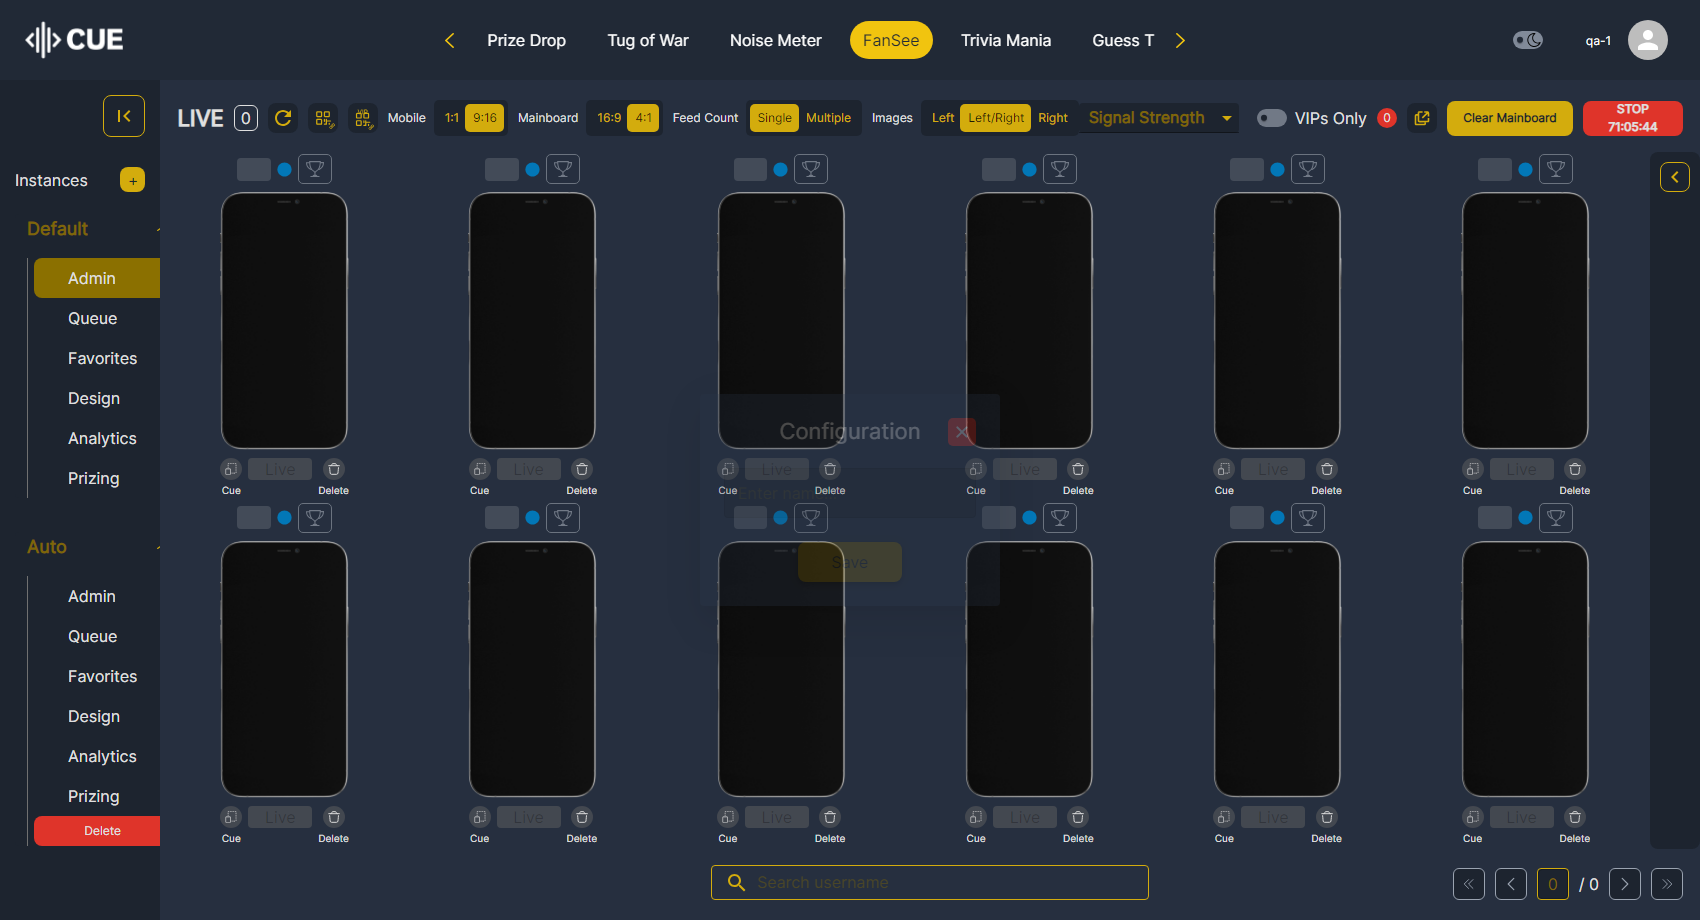 CUE
Prize Drop Tug of War Noise Meter FanSee Trivia Mania Guess T
qa-1
LIVE 0 Mobile 1:1 9:16 Mainboard 16:9 4:1 Feed Count Single Multiple Images Left Left/Right Right Signal Strength VIPs Only 0 Clear Mainboard STOP
71:05:44
Instances +
Default
Admin
Queue
Favorites
Design
Analytics
Prizing
Auto
Admin
Queue
Favorites
Design
Analytics
Prizing
Delete
Configuration
Save
Live Live Live Live Live Live
Cue Delete Cue Delete Cue Delete Cue Delete Cue Delete Cue Delete
Live Live Live Live Live Live
Cue Delete Cue Delete Cue Delete Cue Delete Cue Delete Cue Delete
Search username
0 / 0